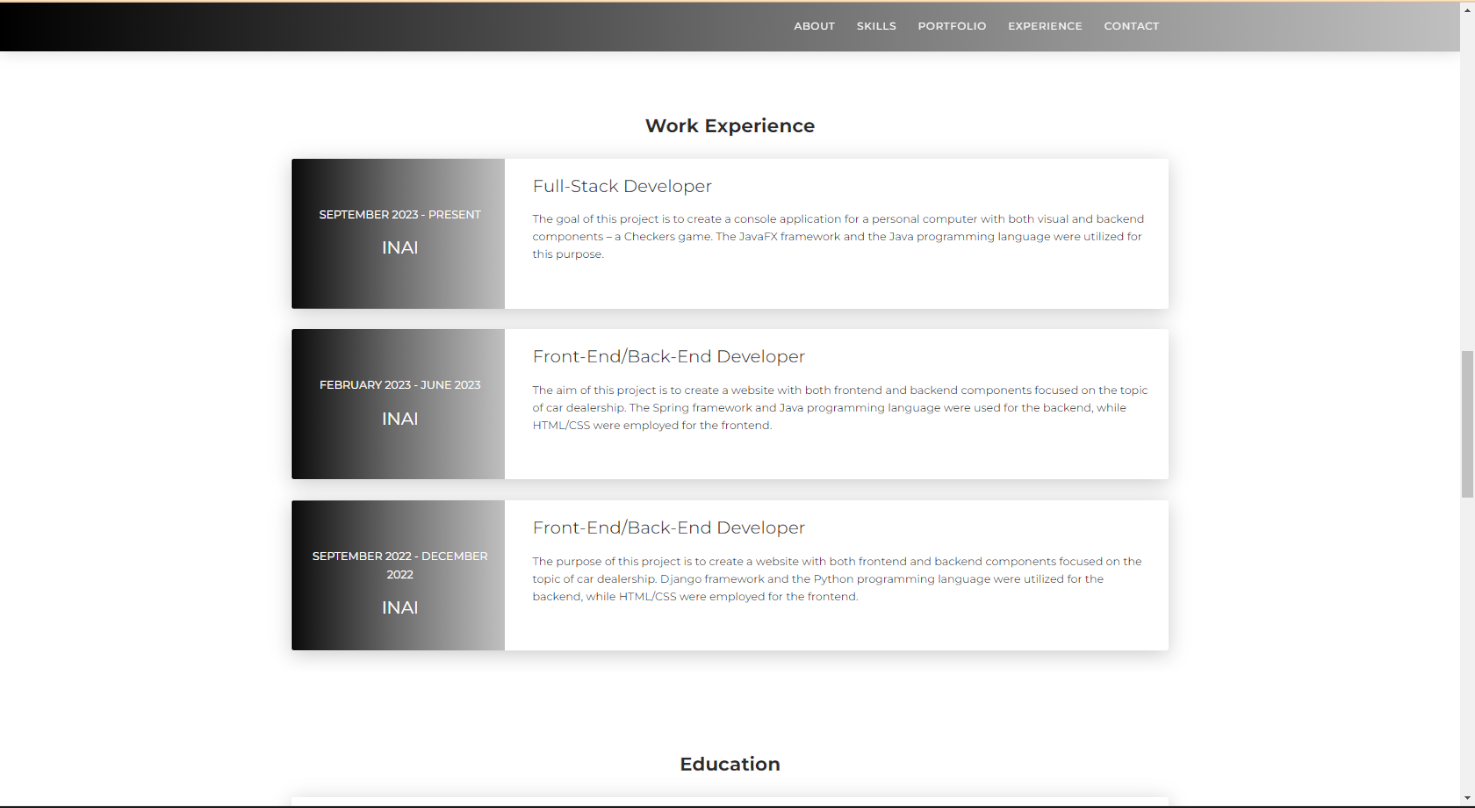 ABOUT SKILLS PORTFOLIO EXPERIENCE CONTACT
Work Experience
SEPTEMBER 2023 - PRESENT
INAI
Full-Stack Developer
The goal of this project is to create a console application for a personal computer with both visual and backend
components – a Checkers game. The JavaFX framework and the Java programming language were utilized for
this purpose.
FEBRUARY 2023 - JUNE 2023
INAI
Front-End/Back-End Developer
The aim of this project is to create a website with both frontend and backend components focused on the topic
of car dealership. The Spring framework and Java programming language were used for the backend, while
HTML/CSS were employed for the frontend.
SEPTEMBER 2022 - DECEMBER
2022
INAI
Front-End/Back-End Developer
The purpose of this project is to create a website with both frontend and backend components focused on the
topic of car dealership. Django framework and the Python programming language were utilized for the
backend, while HTML/CSS were employed for the frontend.
Education